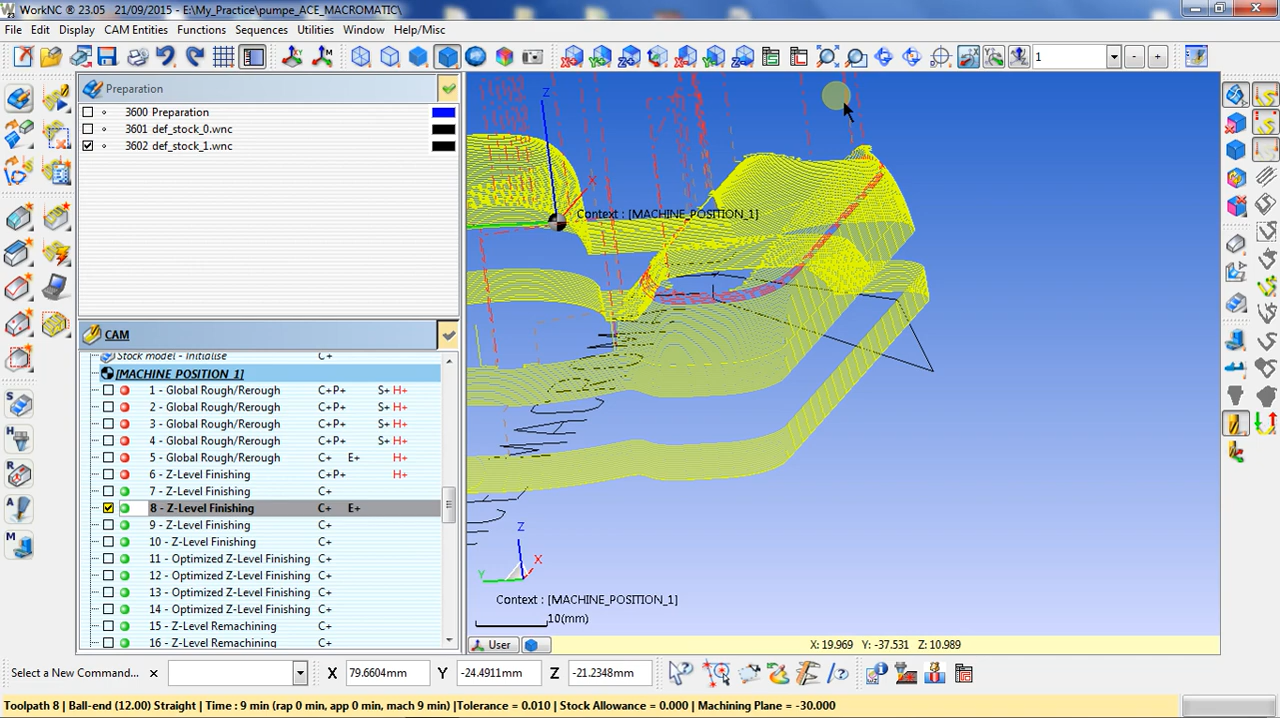 WorkNC ® 23.05 21/09/2015 - E:\My_Practice\pumpe_ACE_MACROMATIC\
File Edit Display CAM Entities Functions Sequences Utilities Window Help/Misc
1
Preparation
3600 Preparation
3601 def_stock_0.wnc
3602 def_stock_1.wnc
CAM
Stock model - Initialise C+
[MACHINE_POSITION_1]
1 - Global Rough/Rerough C+P+ S+ H+
2 - Global Rough/Rerough C+P+ S+ H+
3 - Global Rough/Rerough C+P+ S+ H+
4 - Global Rough/Rerough C+P+ S+ H+
5 - Global Rough/Rerough C+ E+ H+
6 - Z-Level Finishing C+P+ H+
7 - Z-Level Finishing C+
8 - Z-Level Finishing C+ E+
9 - Z-Level Finishing C+
10 - Z-Level Finishing C+
11 - Optimized Z-Level Finishing C+
12 - Optimized Z-Level Finishing C+
13 - Optimized Z-Level Finishing C+
14 - Optimized Z-Level Finishing C+
15 - Z-Level Remachining C+
16 - Z-Level Remachining C+
Z
X
Context : [MACHINE_POSITION_1]
Z
X
Y
Context : [MACHINE_POSITION_1]
10(mm)
User
X: 19.969 Y: -37.531 Z: 10.989
Select a New Command... X 79.6604mm Y -24.4911mm Z -21.2348mm
Toolpath 8 | Ball-end (12.00) Straight | Time : 9 min (rap 0 min, app 0 min, mach 9 min) |Tolerance = 0.010 | Stock Allowance = 0.000 | Machining Plane = -30.000